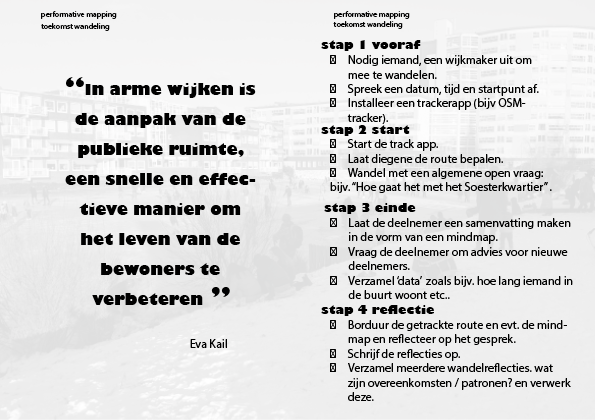 performative mapping
toekomst wandeling
“In arme wijken is
de aanpak van de
publieke ruimte,
een snelle en effec-
tieve manier om
het leven van de
bewoners te
verbeteren ”
Eva Kail
performative mapping
toekomst wandeling
stap 1 vooraf
Nodig iemand, een wijkmaker uit om
mee te wandelen.
Spreek een datum, tijd en startpunt af.
Installeer een trackerapp (bijv OSM-
tracker).
stap 2 start
Start de track app.
Laat diegene de route bepalen.
Wandel met een algemene open vraag:
bijv. “Hoe gaat het met het Soesterkwartier” .
stap 3 einde
Laat de deelnemer een samenvatting maken
in de vorm van een mindmap.
Vraag de deelnemer om advies voor nieuwe
deelnemers.
Verzamel ‘data’ zoals bijv. hoe lang iemand in
de buurt woont etc..
stap 4 reflectie
Borduur de getrackte route en evt. de mind-
map en reflecteer op het gesprek.
Schrijf de reflecties op.
Verzamel meerdere wandelreflecties. wat
zijn overeenkomsten / patronen? en verwerk
deze.